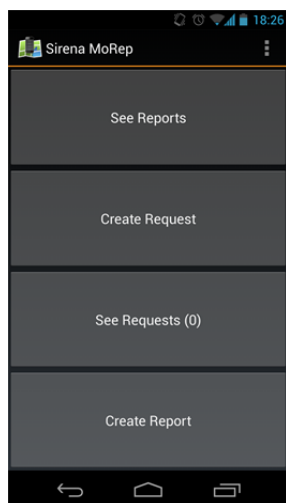 18:26
Sirena MoRep
See Reports
Create Request
See Requests (0)
Create Report